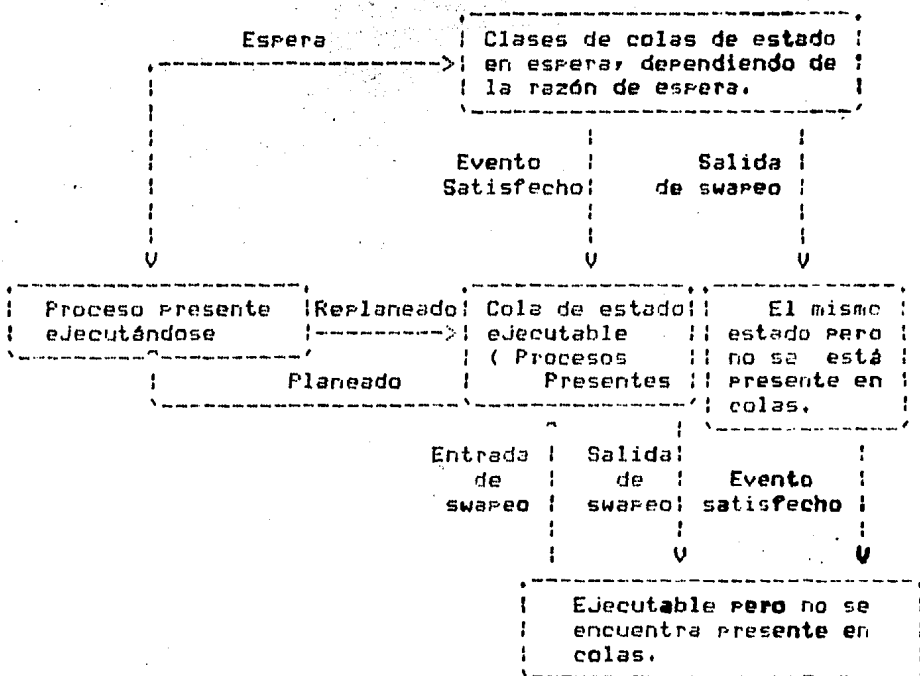 Espera
Clases de colas de estado
en espera, dependiendo de
la razón de espera.
Evento
Satisfecho
Salida
de swapeo
Proceso presente
ejecutándose
Replaneado
Planeado
Cola de estado
ejecutable
( Procesos
Presentes
El mismo
estado pero
no se está
presente en
colas.
Entrada
de
swapeo
Salida
de
swapeo
Evento
satisfecho
Ejecutable pero no se
encuentra presente en
colas.